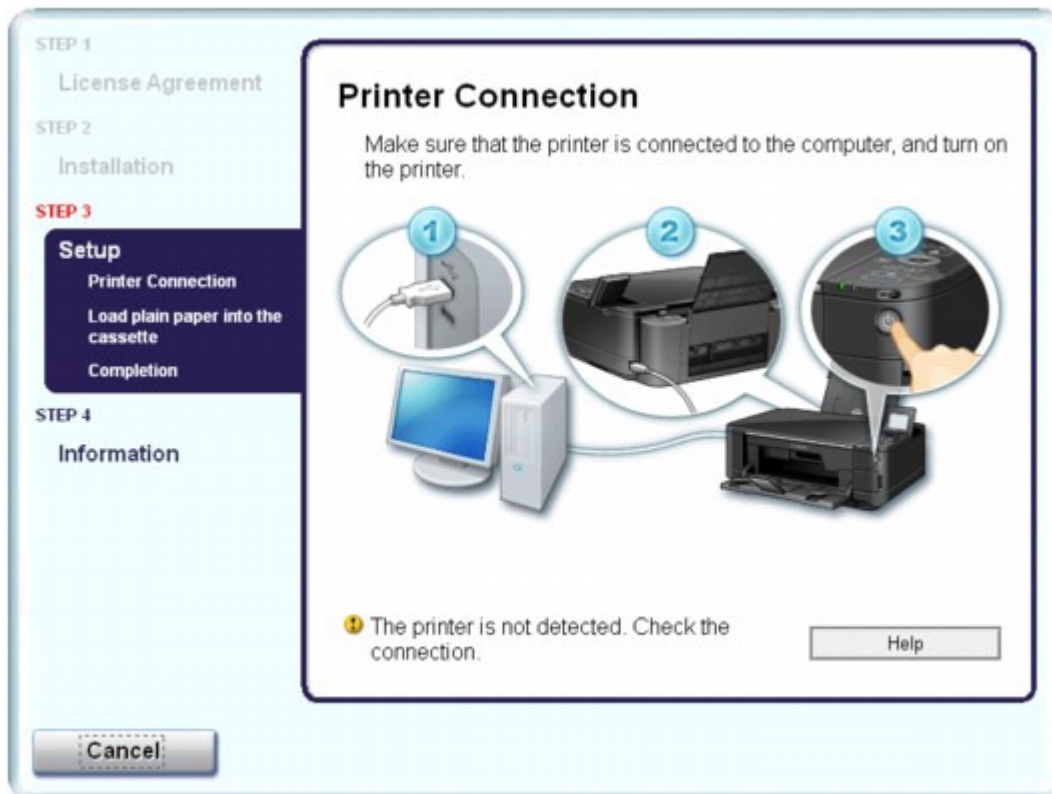 STEP 1
License Agreement
STEP 2
Installation
STEP 3
Setup
Printer Connection
Load plain paper into the
cassette
Completion
STEP 4
Information
Printer Connection
Make sure that the printer is connected to the computer, and turn on
the printer.
1
2
3
The printer is not detected. Check the
connection.
Help
Cancel